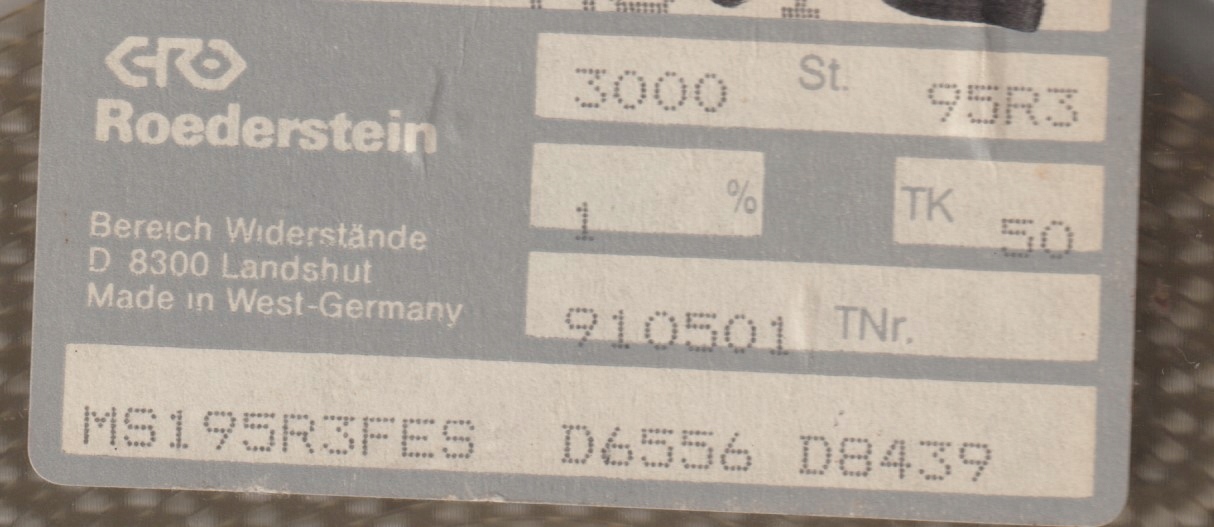 ERO
Roederstein
Bereich Widerstände
D 8300 Landshut
Made in West-Germany
3000 St. 95R3
1 %
TK 50
910501 TNr.
MS195R3FES D6556 D8439